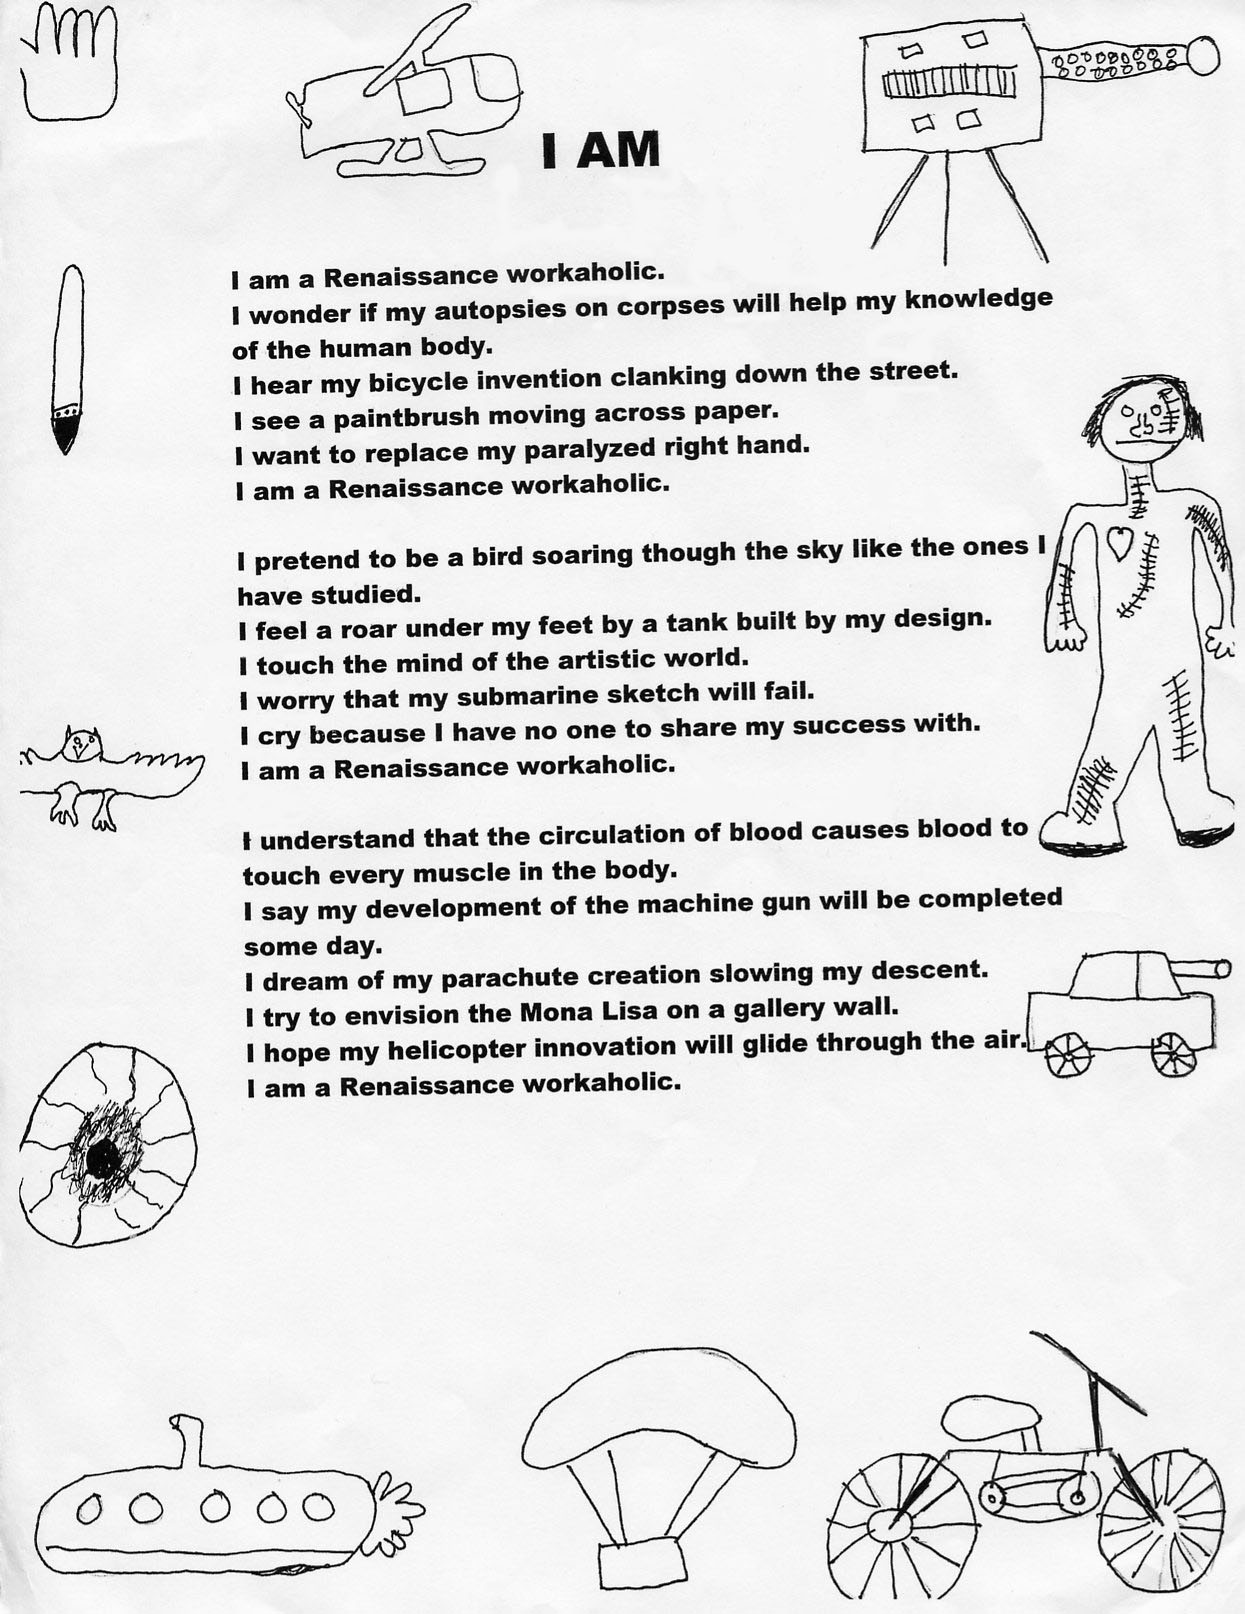 I AM
I am a Renaissance workaholic.
I wonder if my autopsies on corpses will help my knowledge
of the human body.
I hear my bicycle invention clanking down the street.
I see a paintbrush moving across paper.
I want to replace my paralyzed right hand.
I am a Renaissance workaholic.
I pretend to be a bird soaring though the sky like the ones I
have studied.
I feel a roar under my feet by a tank built by my design.
I touch the mind of the artistic world.
I worry that my submarine sketch will fail.
I cry because I have no one to share my success with.
I am a Renaissance workaholic.
I understand that the circulation of blood causes blood to
touch every muscle in the body.
I say my development of the machine gun will be completed
some day.
I dream of my parachute creation slowing my descent.
I try to envision the Mona Lisa on a gallery wall.
I hope my helicopter innovation will glide through the air.
I am a Renaissance workaholic.